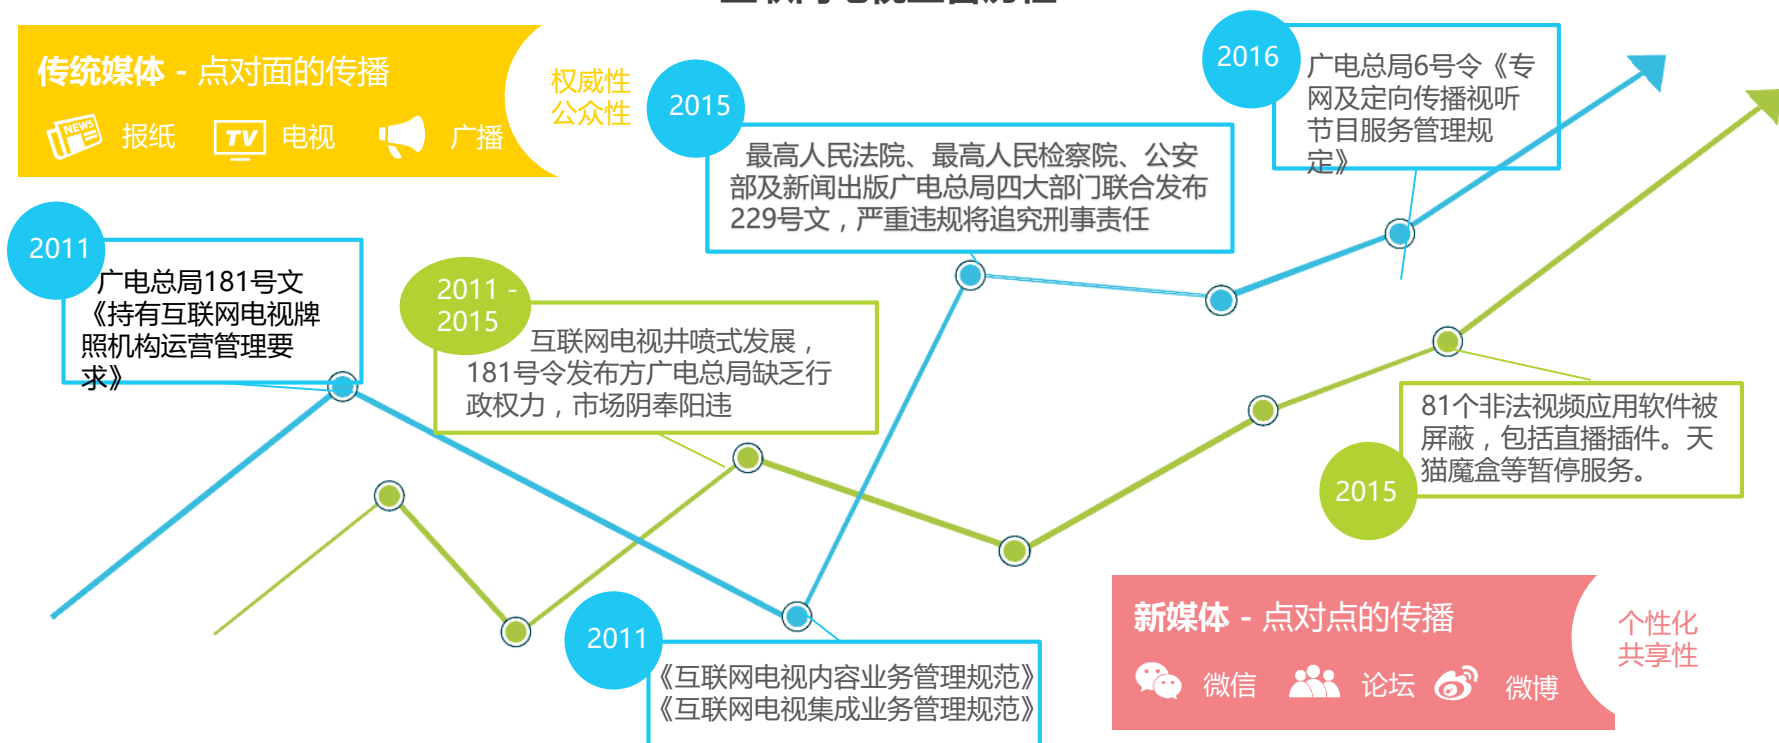 互联网电视监管历程
传统媒体 - 点对面的传播
NEWS
报纸
TV
电视
广播
权威性
公众性
2015
最高人民法院、最高人民检察院、公安
部及新闻出版广电总局四大部门联合发布
229号文，严重违规将追究刑事责任
2016
广电总局6号令《专
网及定向传播视听
节目服务管理规
定》
2011
广电总局181号文
《持有互联网电视牌
照机构运营管理要
求》
2011 -
2015
互联网电视井喷式发展，
181号令发布方广电总局缺乏行
政权力，市场阴奉阳违
81个非法视频应用软件被
屏蔽，包括直播插件。天
猫魔盒等暂停服务。
2015
2011
《互联网电视内容业务管理规范》
《互联网电视集成业务管理规范》
新媒体 - 点对点的传播
微信
论坛
微博
个性化
共享性